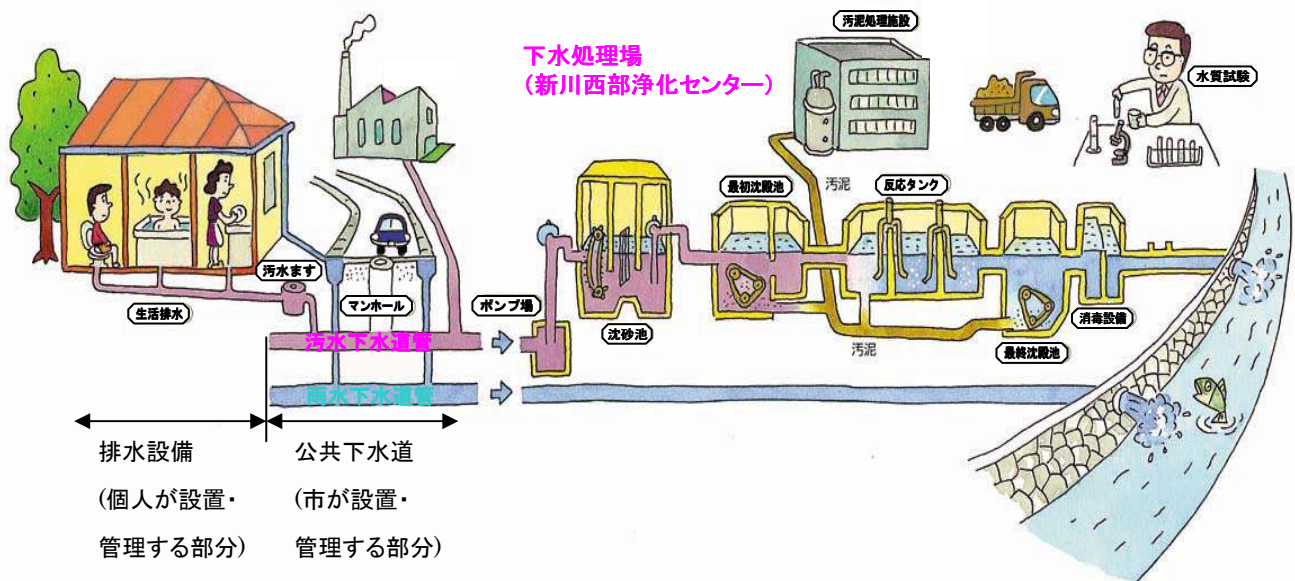 汚泥処理施設
下水処理場
（新川西部浄化センター）
水質試験
汚泥
最初沈殿池
反応タンク
汚水ます
生活排水
マンホール
ポンプ場
沈砂池
消毒設備
汚水下水道管
汚泥
最終沈殿池
雨水下水道管
排水設備
(個人が設置・
管理する部分)
公共下水道
(市が設置・
管理する部分)